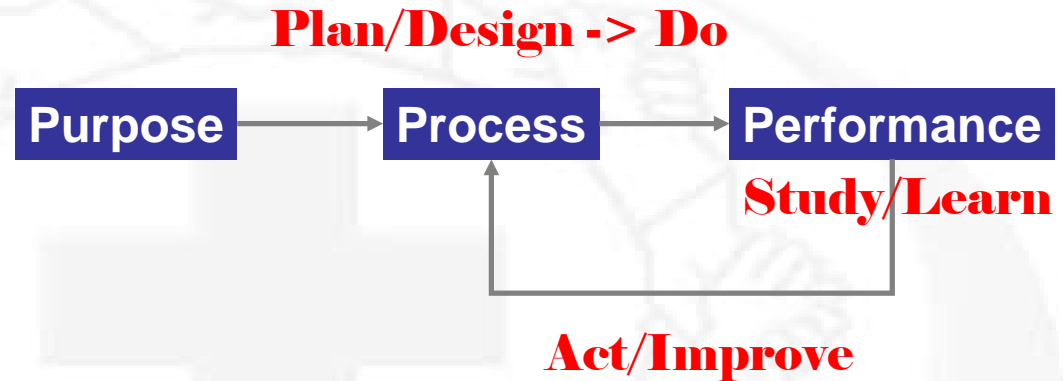 Plan/Design -> Do
Purpose Process Performance
Study/Learn
Act/Improve